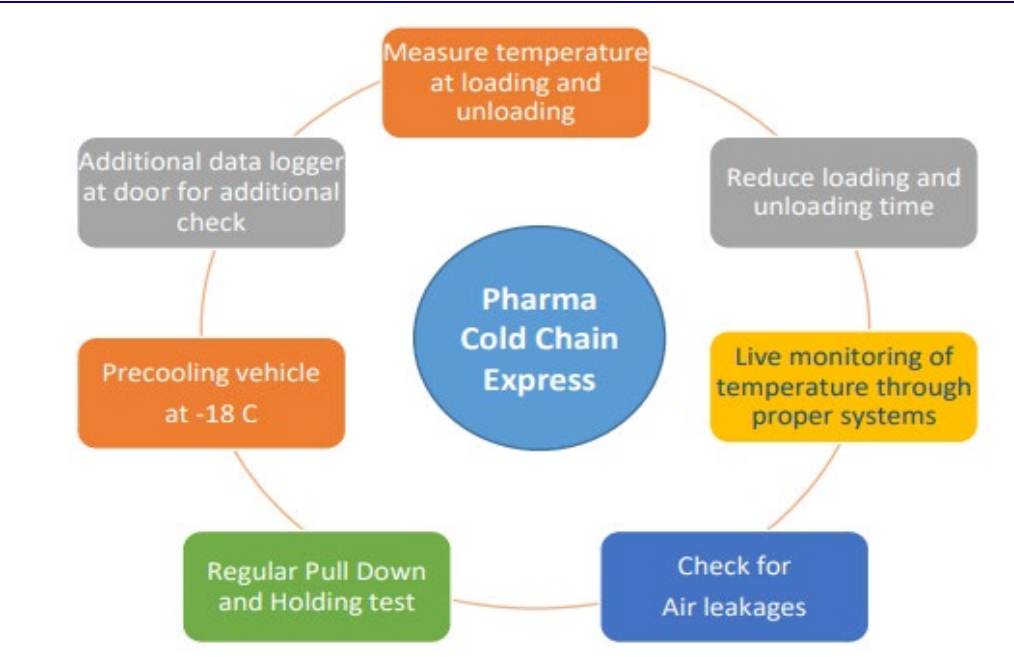 Measure temperature
at loading and
unloading
Additional data logger
at door for additional
check
Reduce loading and
unloading time
Pharma
Cold Chain
Express
Precooling vehicle
at -18 C
Live monitoring of
temperature through
proper systems
Regular Pull Down
and Holding test
Check for
Air leakages